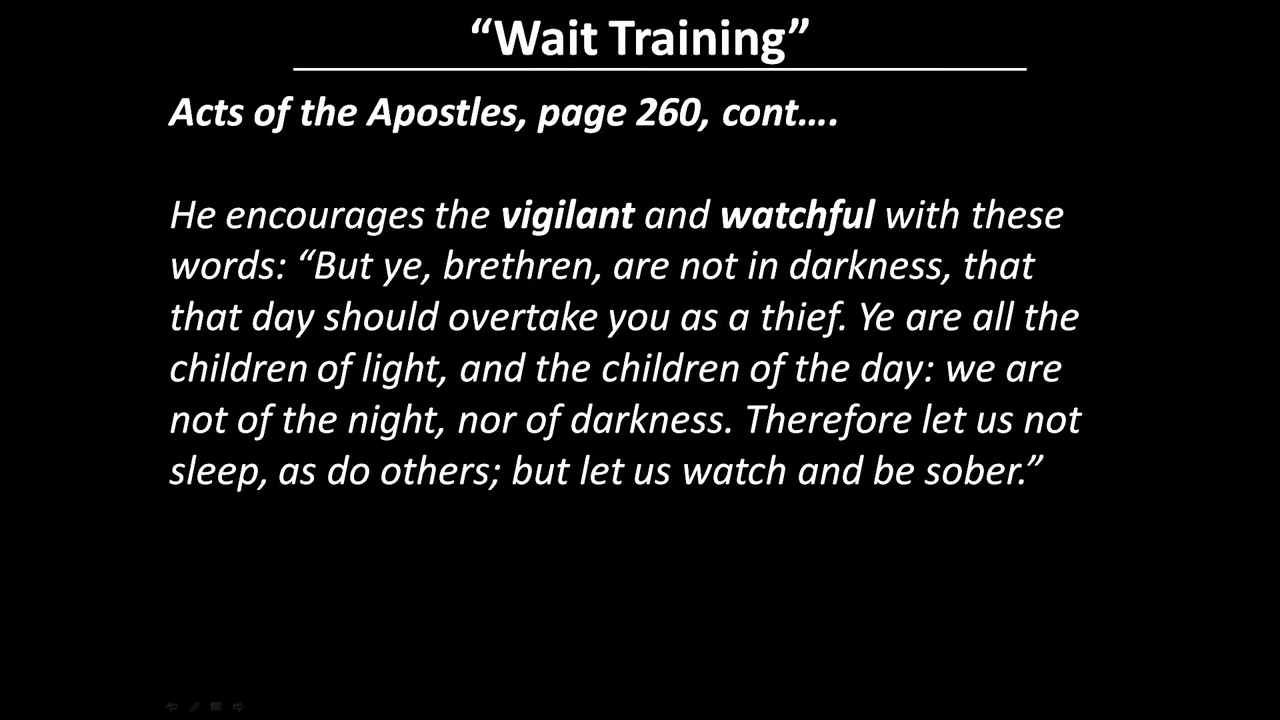 “Wait Training”
Acts of the Apostles, page 260, cont….
He encourages the vigilant and watchful with these
words: “But ye, brethren, are not in darkness, that
that day should overtake you as a thief. Ye are all the
children of light, and the children of the day: we are
not of the night, nor of darkness. Therefore let us not
sleep, as do others; but let us watch and be sober.”